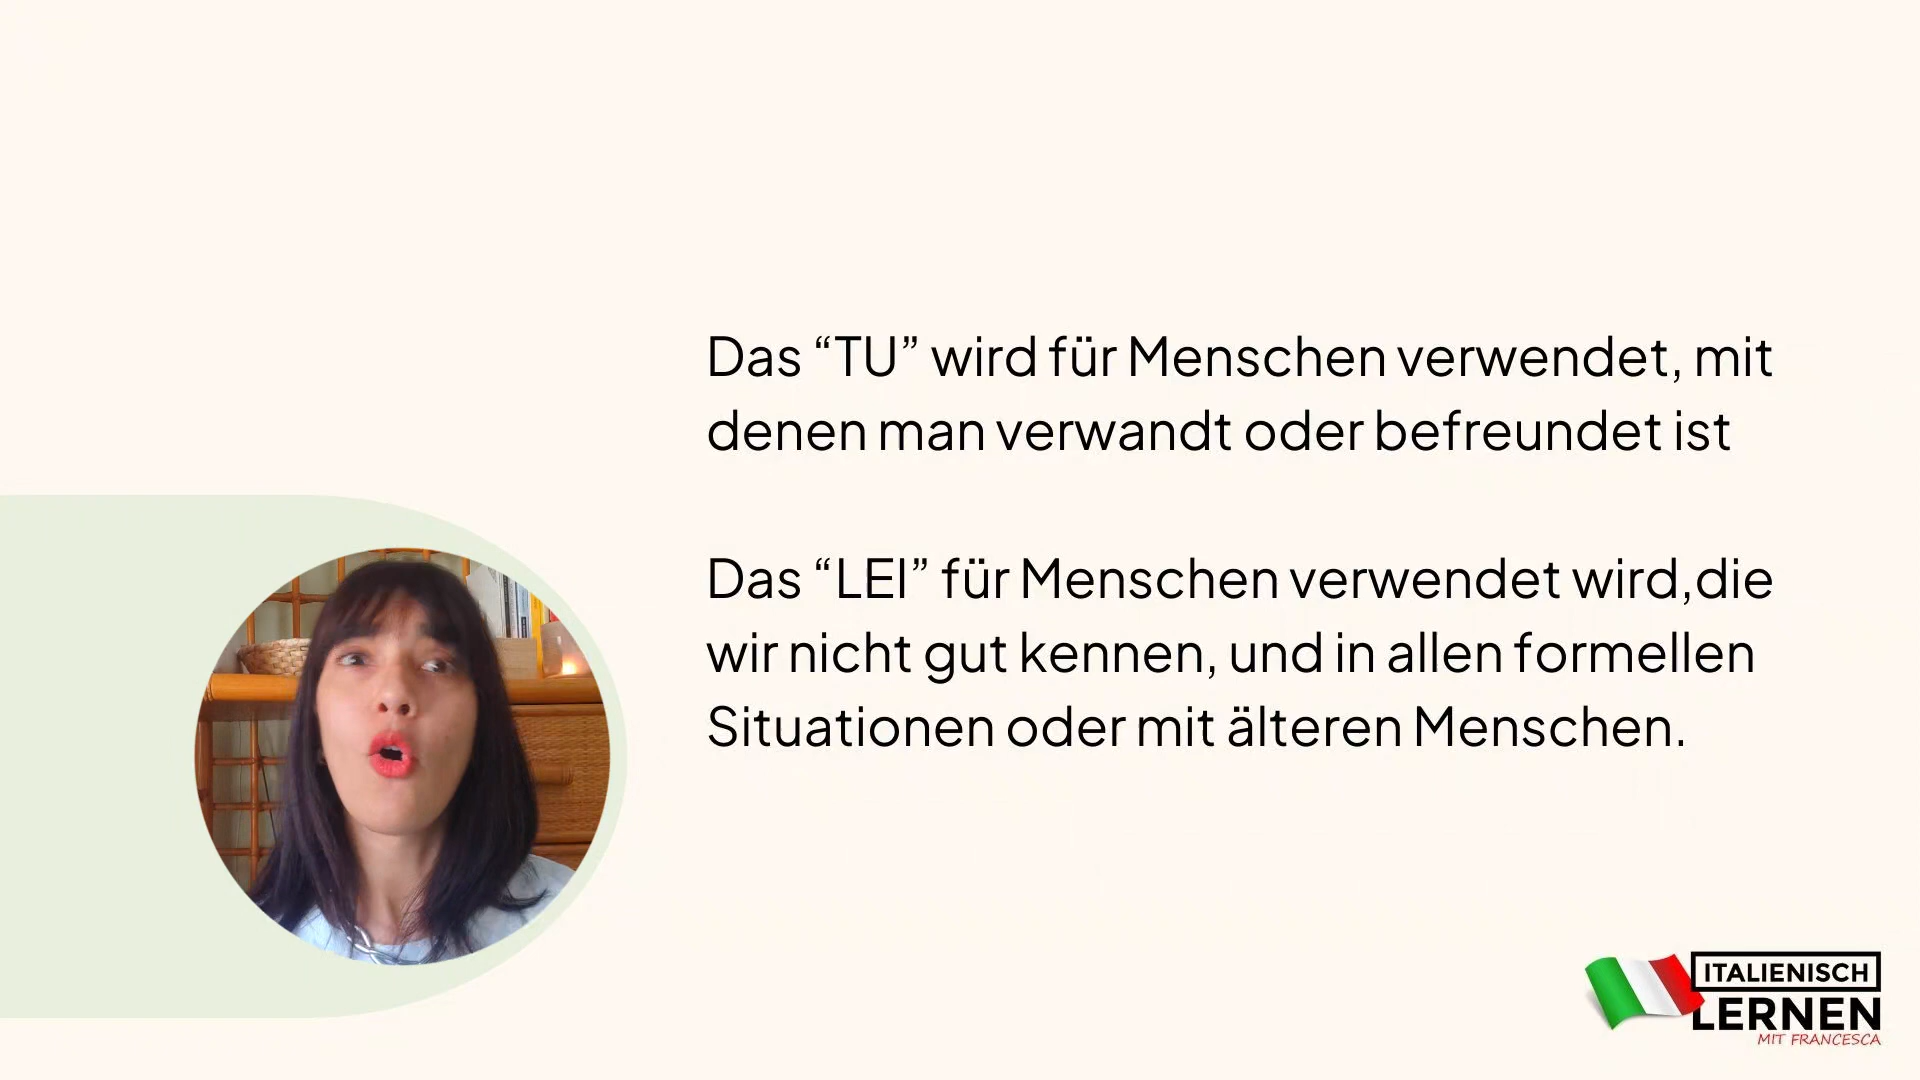 Das “TU” wird für Menschen verwendet, mit
denen man verwandt oder befreundet ist
Das “LEI” für Menschen verwendet wird,die
wir nicht gut kennen, und in allen formellen
Situationen oder mit älteren Menschen.
ITALIENISCH
LERNEN
MIT FRANCESCA